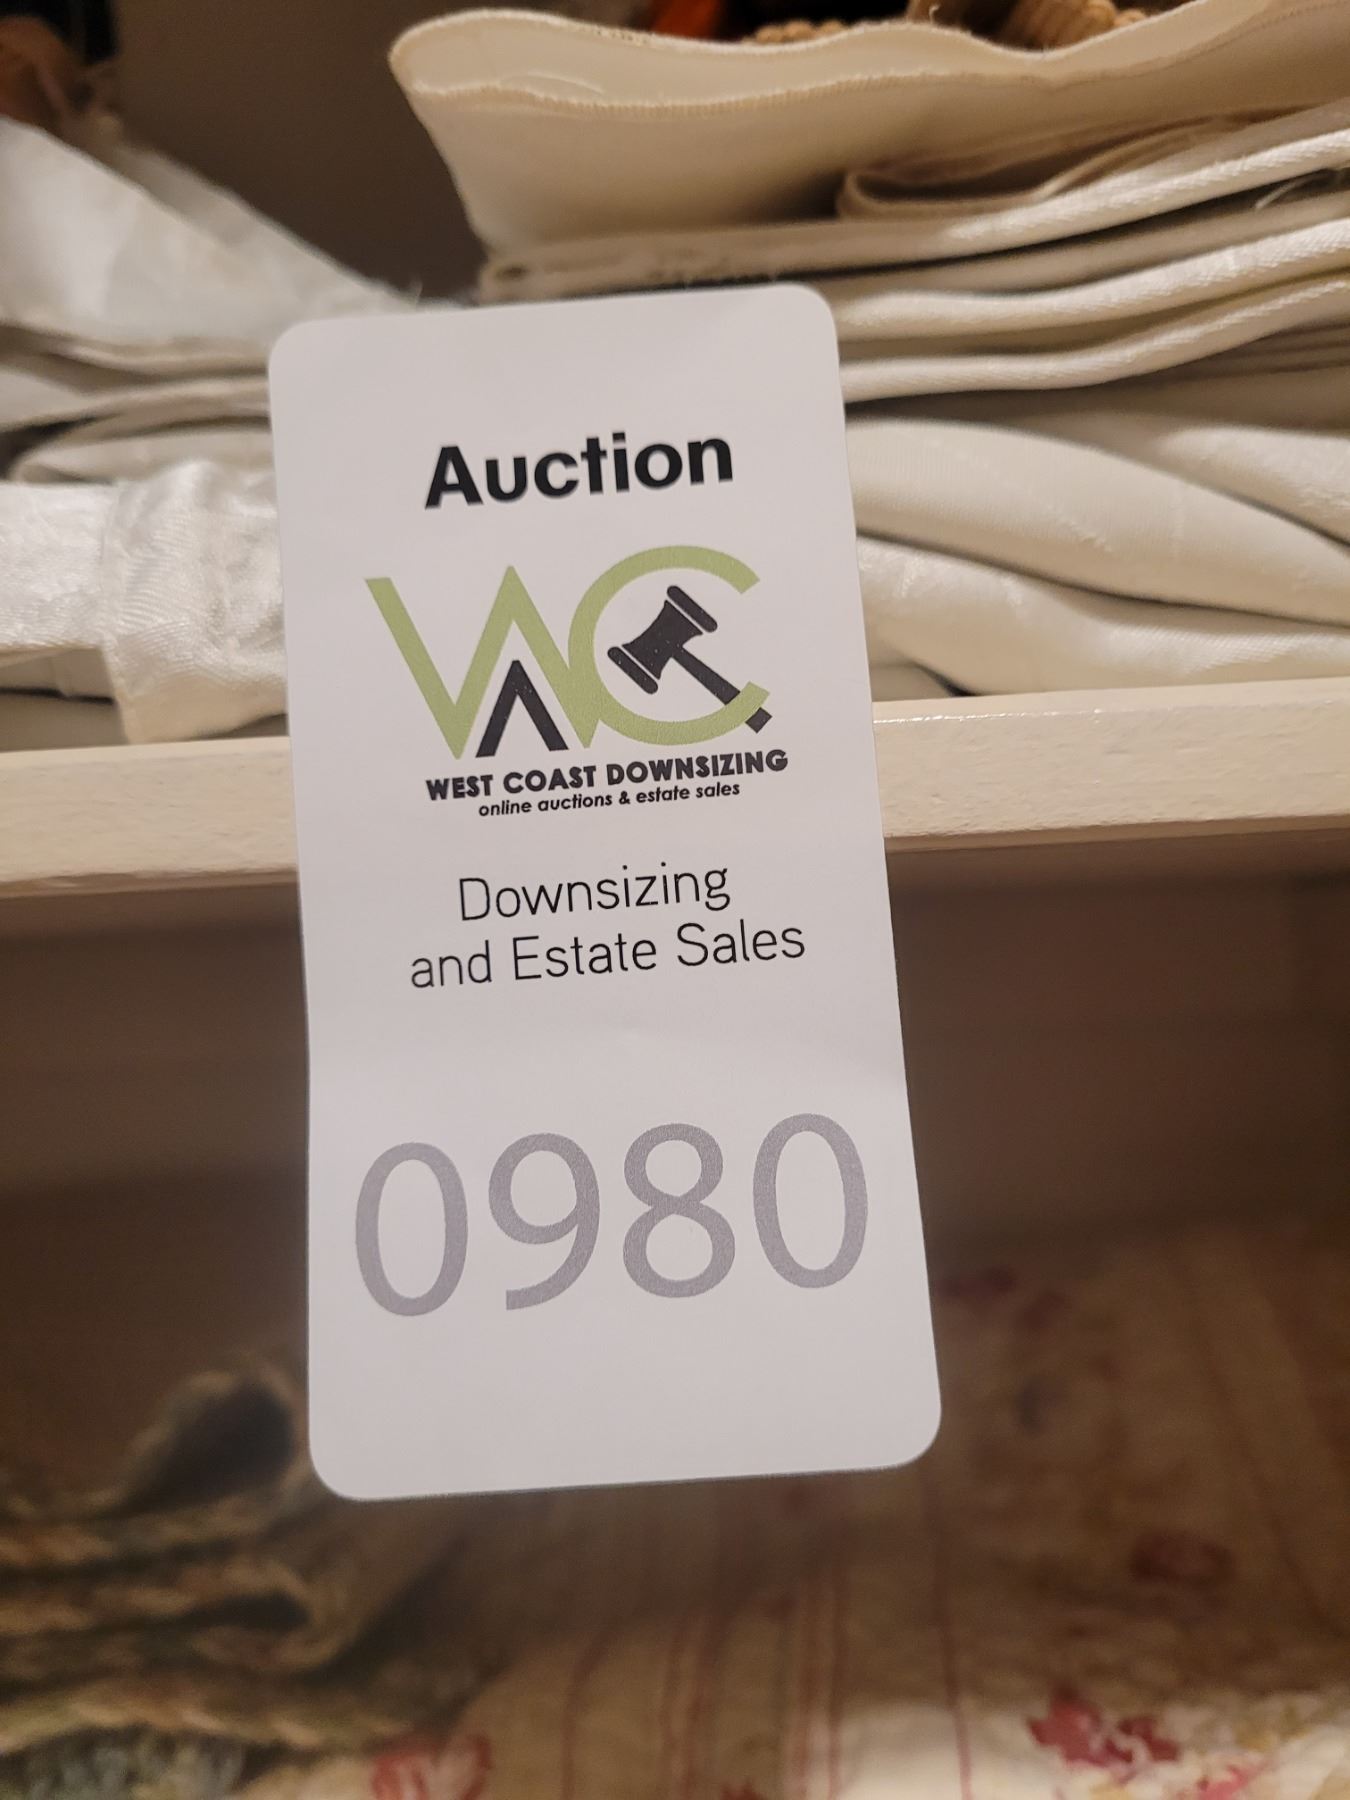 Auction
WC
WEST COAST DOWNSIZING
online auctions & estate sales
Downsizing
and Estate Sales
0980